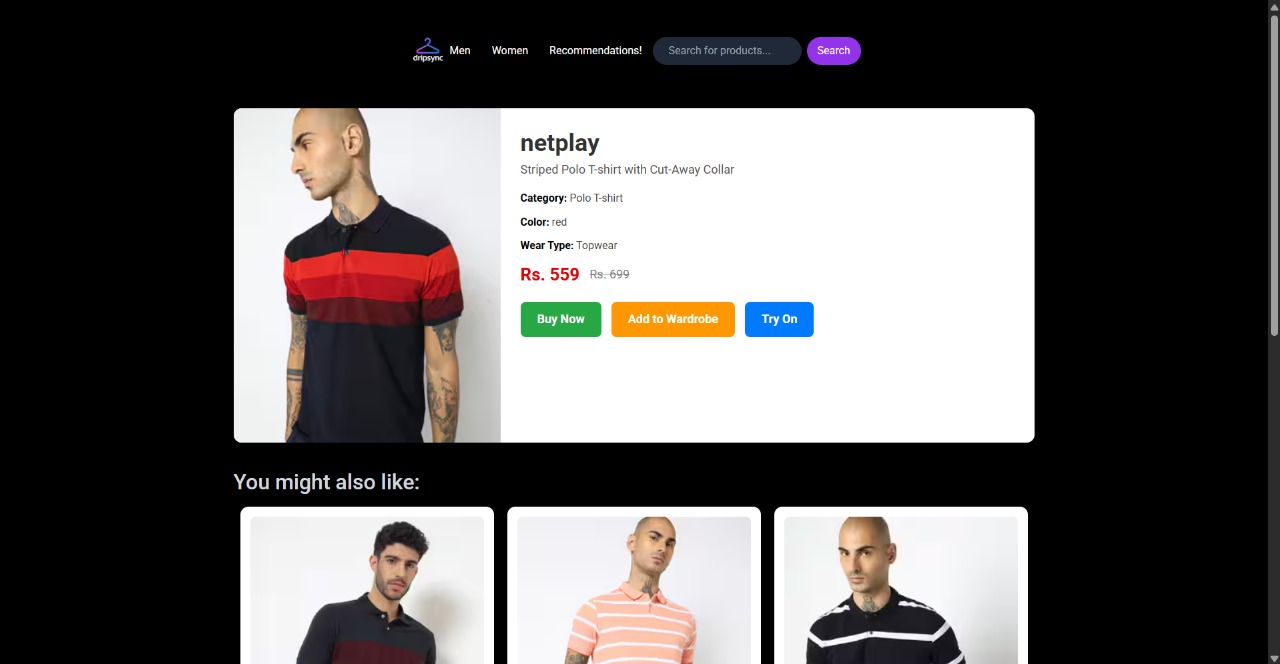 dripsync
Men Women Recommendations! Search for products... Search
netplay
Striped Polo T-shirt with Cut-Away Collar
Category: Polo T-shirt
Color: red
Wear Type: Topwear
Rs. 559 Rs. 699
Buy Now Add to Wardrobe Try On
You might also like: